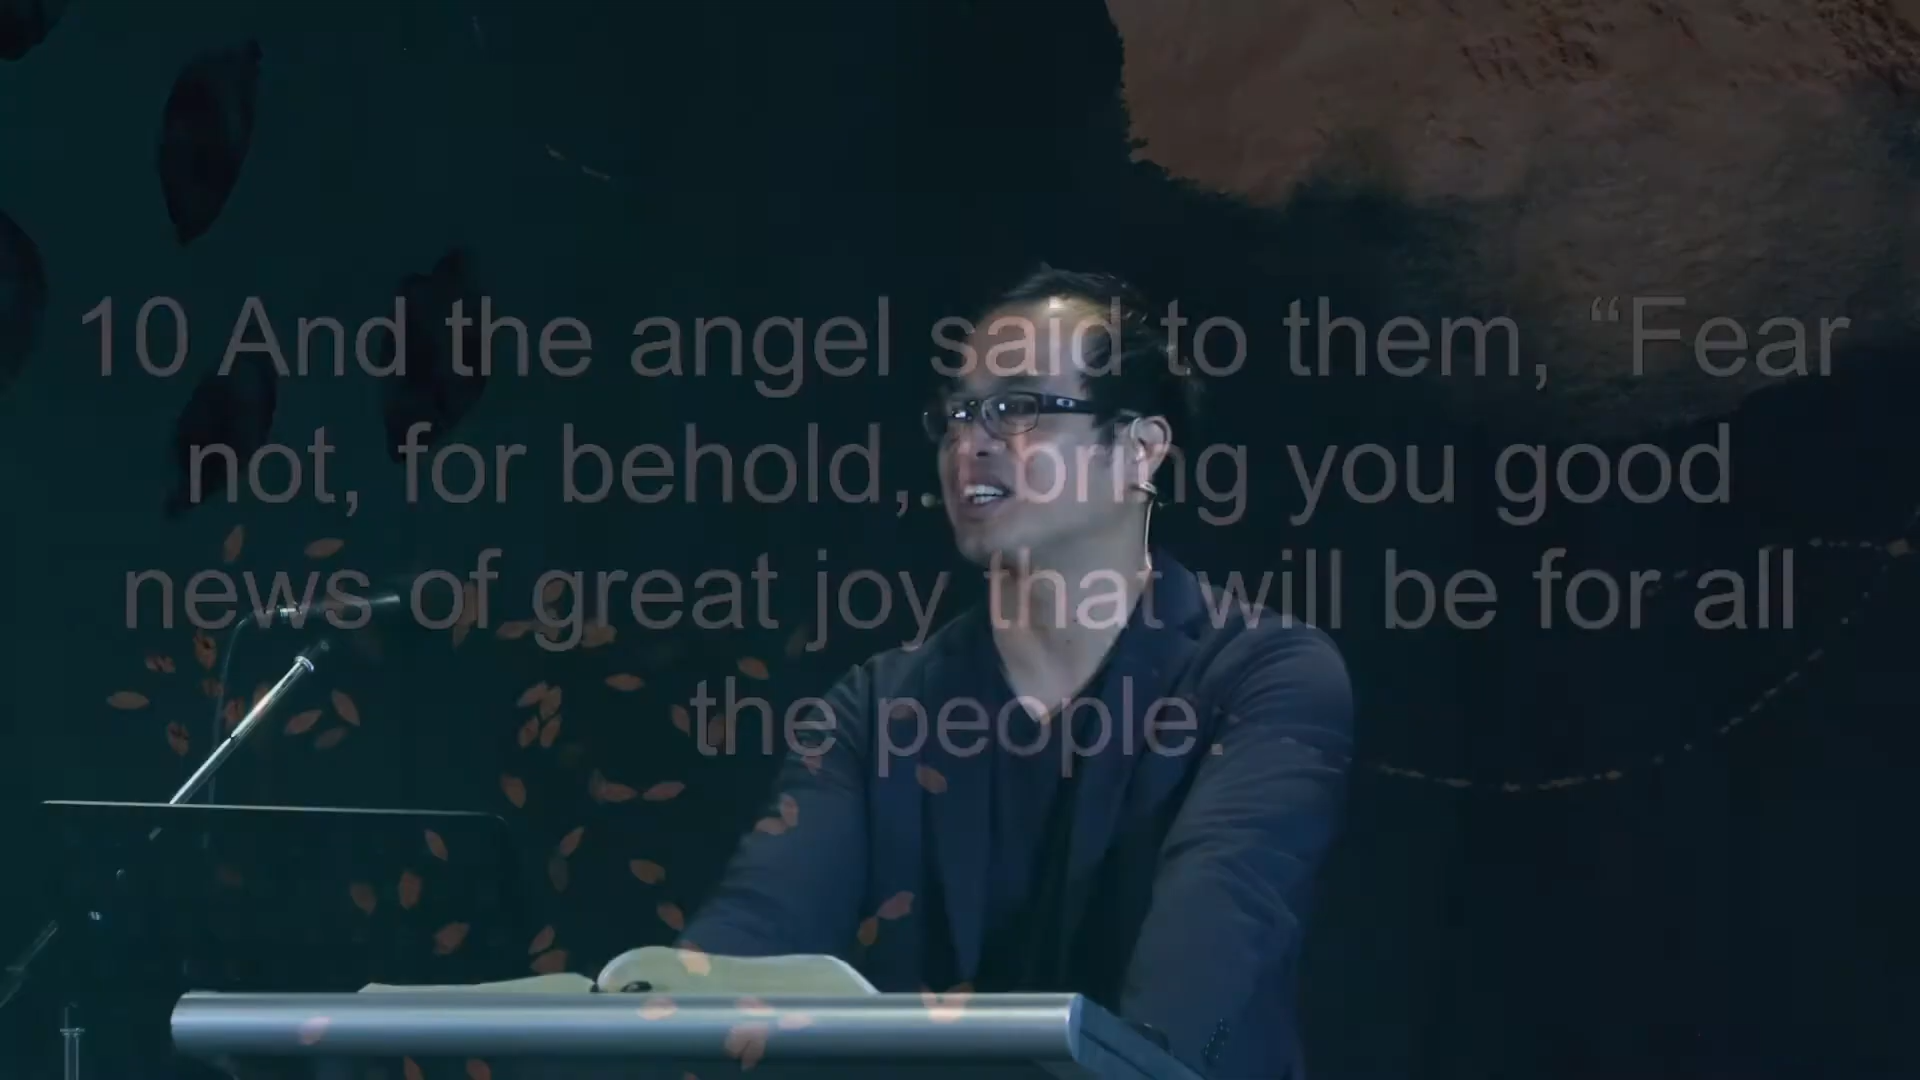 10 And the angel said to them, “Fear
not, for behold, I bring you good
news of great joy that will be for all
the people.